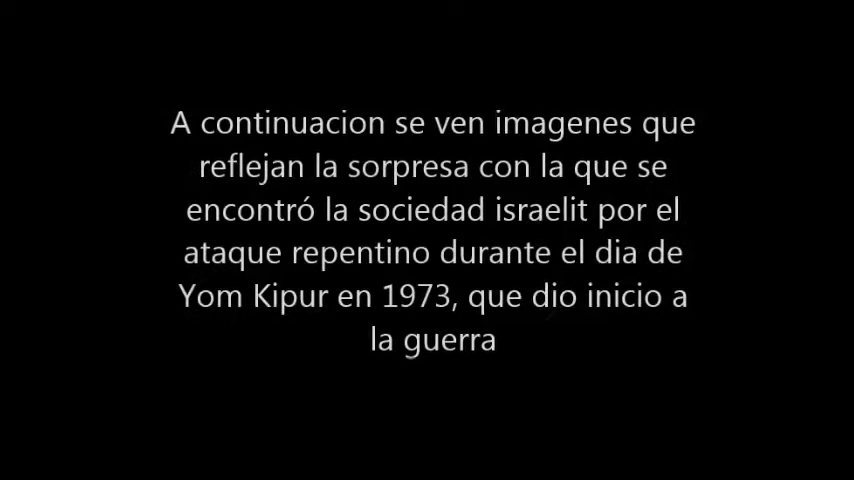 A continuacion se ven imagenes que
reflejan la sorpresa con la que se
encontró la sociedad israelit por el
ataque repentino durante el dia de
Yom Kipur en 1973, que dio inicio a
la guerra